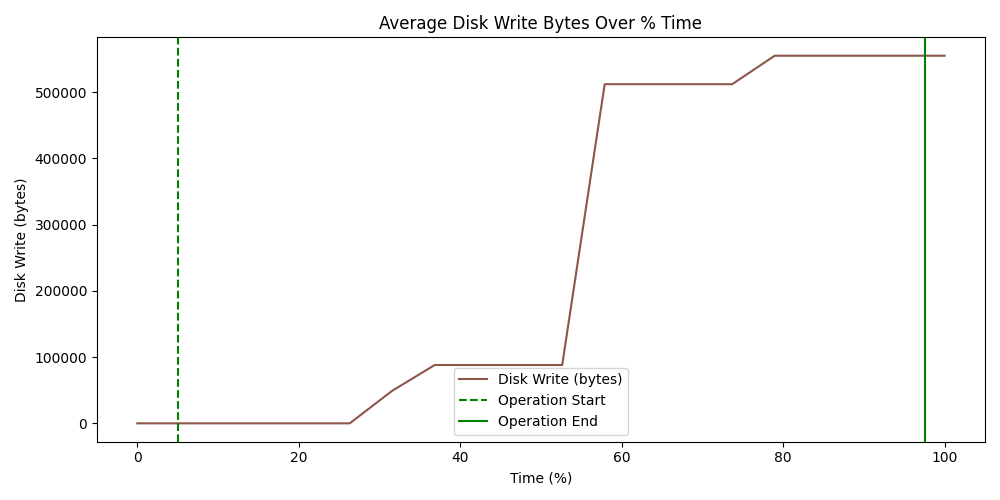 Average Disk Write Bytes Over % Time
Disk Write (bytes)
500000
400000
300000
200000
100000
0
Disk Write (bytes)
Operation Start
Operation End
0 20 40 60 80 100
Time (%)